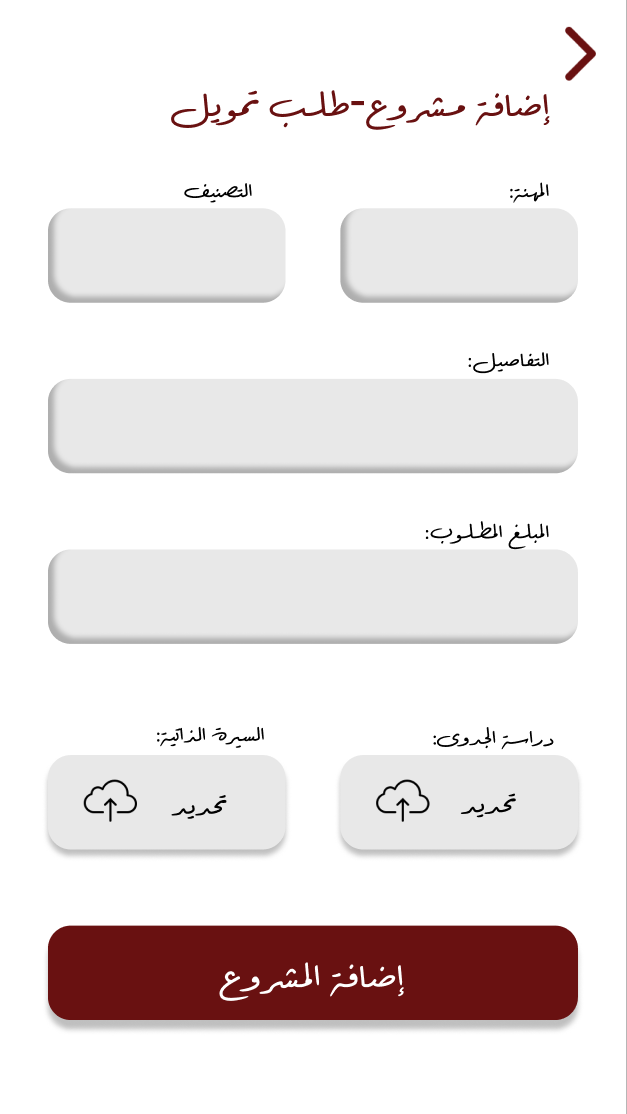 إضافة مشروع-طلب تمويل
المهنة:
التصنيف
التفاصيل:
المبلغ المطلوب:
دراسة الجدوى:
السيرة الذاتية:
تحديد
تحديد
إضافة المشروع